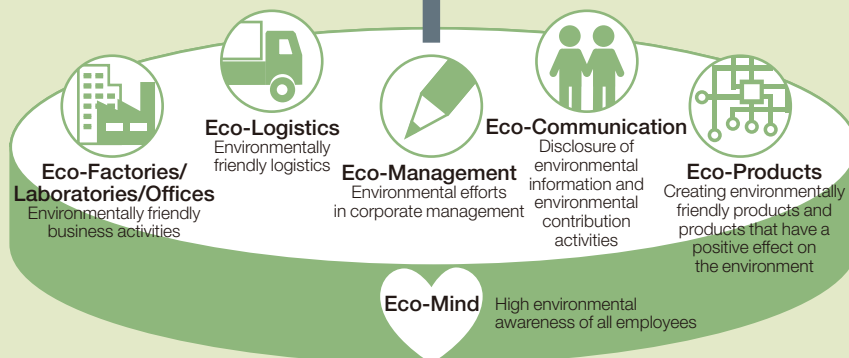 Eco-Factories/
Laboratories/Offices
Environmentally friendly
business activities
Eco-Logistics
Environmentally
friendly logistics
Eco-Management
Environmental efforts
in corporate management
Eco-Communication
Disclosure of
environmental
information and
environmental
contribution
activities
Eco-Products
Creating environmentally
friendly products and
products that have a
positive effect on
the environment
Eco-Mind
High environmental
awareness of all employees